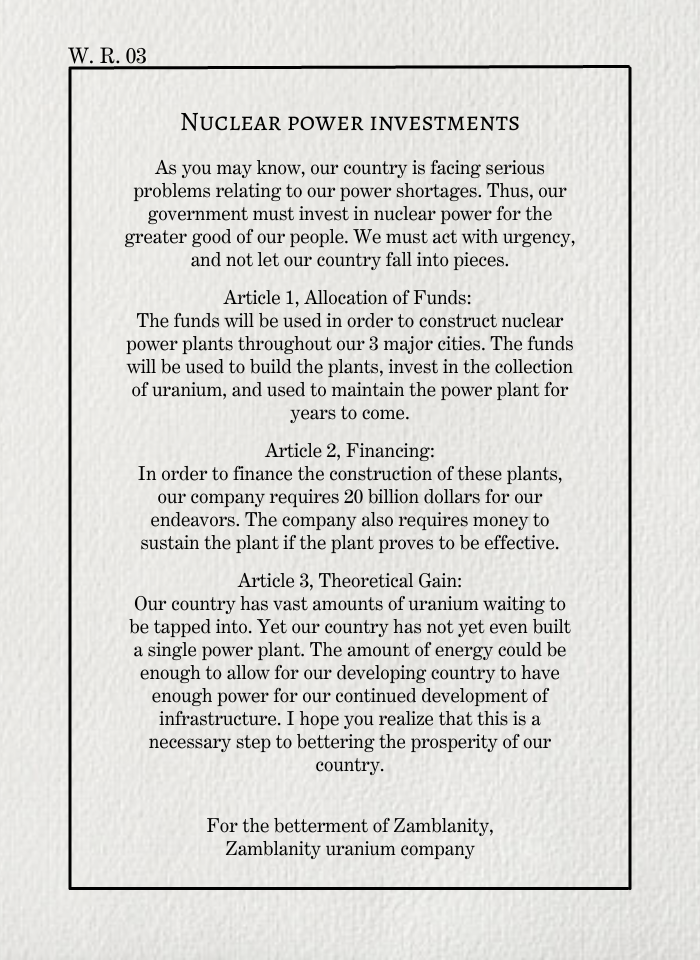 W. R. 03
Nuclear power investments
As you may know, our country is facing serious
problems relating to our power shortages. Thus, our
government must invest in nuclear power for the
greater good of our people. We must act with urgency,
and not let our country fall into pieces.
Article 1, Allocation of Funds:
The funds will be used in order to construct nuclear
power plants throughout our 3 major cities. The funds
will be used to build the plants, invest in the collection
of uranium, and used to maintain the power plant for
years to come.
Article 2, Financing:
In order to finance the construction of these plants,
our company requires 20 billion dollars for our
endeavors. The company also requires money to
sustain the plant if the plant proves to be effective.
Article 3, Theoretical Gain:
Our country has vast amounts of uranium waiting to
be tapped into. Yet our country has not yet even built
a single power plant. The amount of energy could be
enough to allow for our developing country to have
enough power for our continued development of
infrastructure. I hope you realize that this is a
necessary step to bettering the prosperity of our
country.
For the betterment of Zamblanity,
Zamblanity uranium company